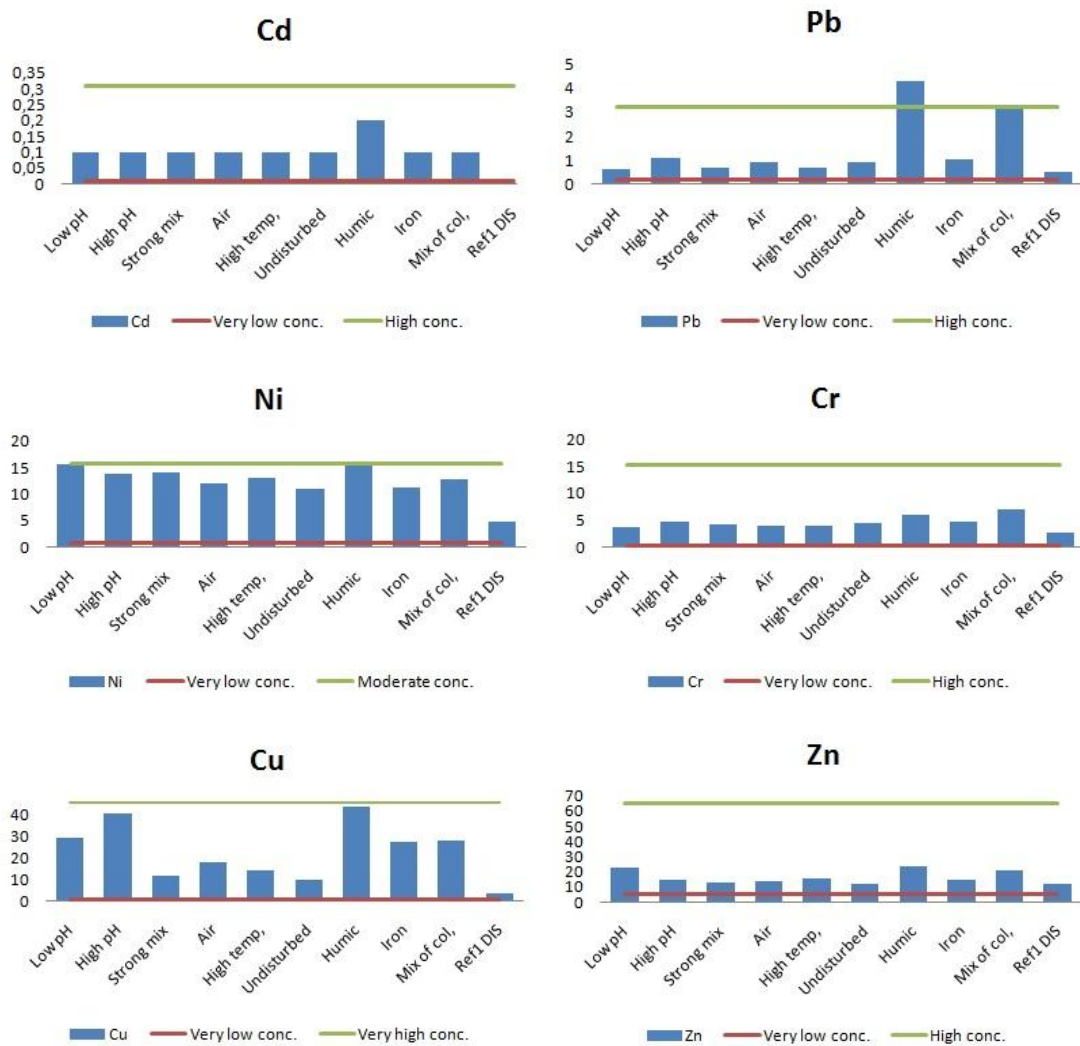 Cd
0,35
0,3
0,25
0,2
0,15
0,1
0,05
0
Low pH
High pH
Strong mix
Air
High temp,
Undisturbed
Humic
Iron
Mix of col,
Ref1 DIS
Cd Very low conc. High conc.
Pb
5
4
3
2
1
0
Low pH
High pH
Strong mix
Air
High temp,
Undisturbed
Humic
Iron
Mix of col,
Ref1 DIS
Pb Very low conc. High conc.
Ni
20
15
10
5
0
Low pH
High pH
Strong mix
Air
High temp,
Undisturbed
Humic
Iron
Mix of col,
Ref1 DIS
Ni Very low conc. Moderate conc.
Cr
20
15
10
5
0
Low pH
High pH
Strong mix
Air
High temp,
Undisturbed
Humic
Iron
Mix of col,
Ref1 DIS
Cr Very low conc. High conc.
Cu
40
30
20
10
0
Low pH
High pH
Strong mix
Air
High temp,
Undisturbed
Humic
Iron
Mix of col,
Ref1 DIS
Cu Very low conc. Very high conc.
Zn
70
60
50
40
30
20
10
0
Low pH
High pH
Strong mix
Air
High temp,
Undisturbed
Humic
Iron
Mix of col,
Ref1 DIS
Zn Very low conc. High conc.